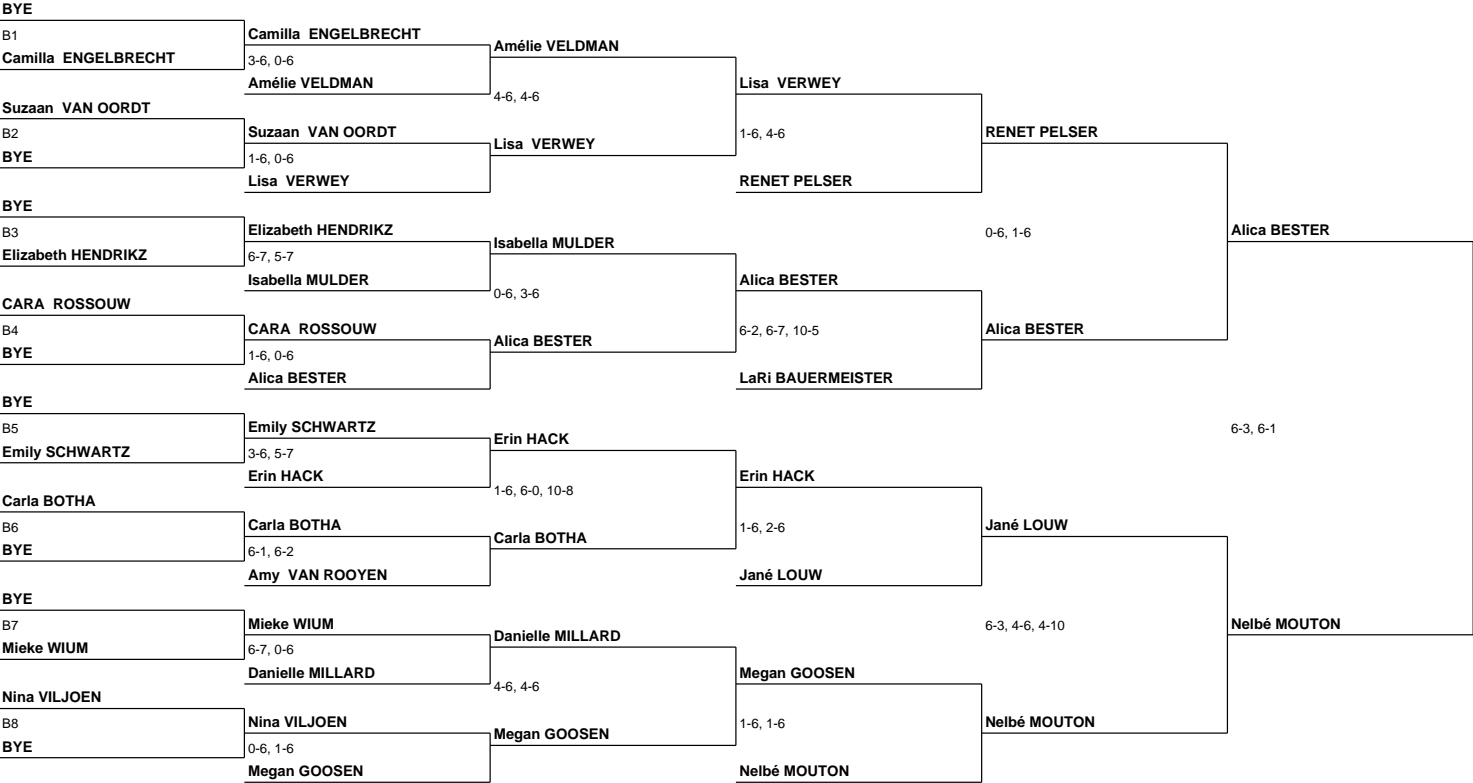 BYE
B1
Camilla  ENGELBRECHT
Suzaan  VAN OORDT
B2
BYE
BYE
B3
Elizabeth HENDRIKZ
CARA  ROSSOUW
B4
BYE
BYE
B5
Emily SCHWARTZ
Carla BOTHA
B6
BYE
BYE
B7
Mieke WIUM
Nina VILJOEN
B8
BYE
Camilla  ENGELBRECHT
3-6, 0-6
Amélie VELDMAN
Suzaan  VAN OORDT
1-6, 0-6
Lisa  VERWEY
Elizabeth HENDRIKZ
6-7, 5-7
Isabella MULDER
CARA  ROSSOUW
1-6, 0-6
Alica BESTER
Emily SCHWARTZ
3-6, 5-7
Erin HACK
Carla BOTHA
6-1, 6-2
Amy  VAN ROOYEN
Mieke WIUM
6-7, 0-6
Danielle MILLARD
Nina VILJOEN
0-6, 1-6
Megan GOOSEN
Amélie VELDMAN
4-6, 4-6
Lisa  VERWEY
Isabella MULDER
0-6, 3-6
Alica BESTER
Erin HACK
1-6, 6-0, 10-8
Carla BOTHA
Danielle MILLARD
4-6, 4-6
Megan GOOSEN
Lisa  VERWEY
1-6, 4-6
RENET PELSER
Alica BESTER
6-2, 6-7, 10-5
LaRi BAUERMEISTER
Erin HACK
1-6, 2-6
Jané LOUW
Megan GOOSEN
1-6, 1-6
Nelbé MOUTON
RENET PELSER
0-6, 1-6
Alica BESTER
Jané LOUW
6-3, 4-6, 4-10
Nelbé MOUTON
Alica BESTER
6-3, 6-1
Nelbé MOUTON